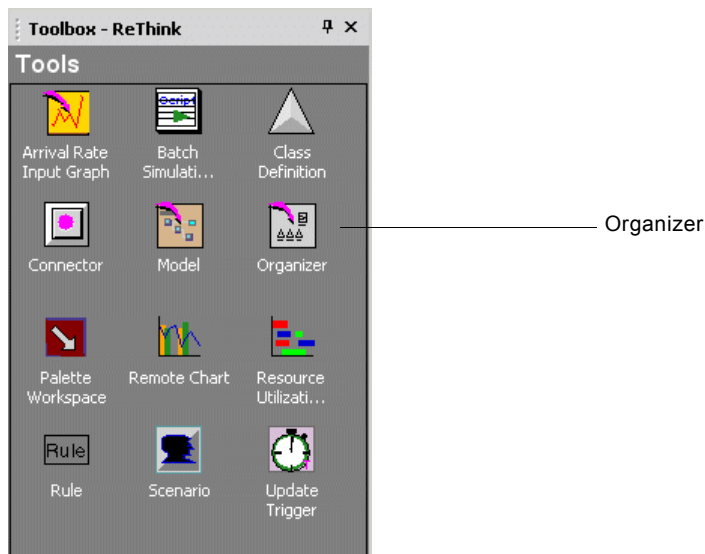 Toolbox - ReThink
Tools
Script
Arrival Rate
Input Graph
Batch
Simulati...
Class
Definition
Connector
Model
Organizer
Organizer
Palette
Workspace
Remote Chart
Resource
Utilizati...
Rule
Rule
Scenario
Update
Trigger